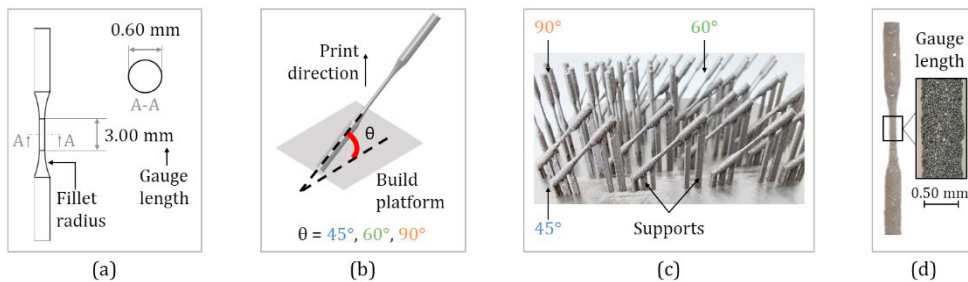 0.60 mm
A-A
A
A
3.00 mm
Fillet
radius
Gauge
length
(a)
Print
direction
θ
Build
platform
θ = 45°, 60°, 90°
(b)
90°
60°
45°
Supports
(c)
Gauge
length
0.50 mm
(d)